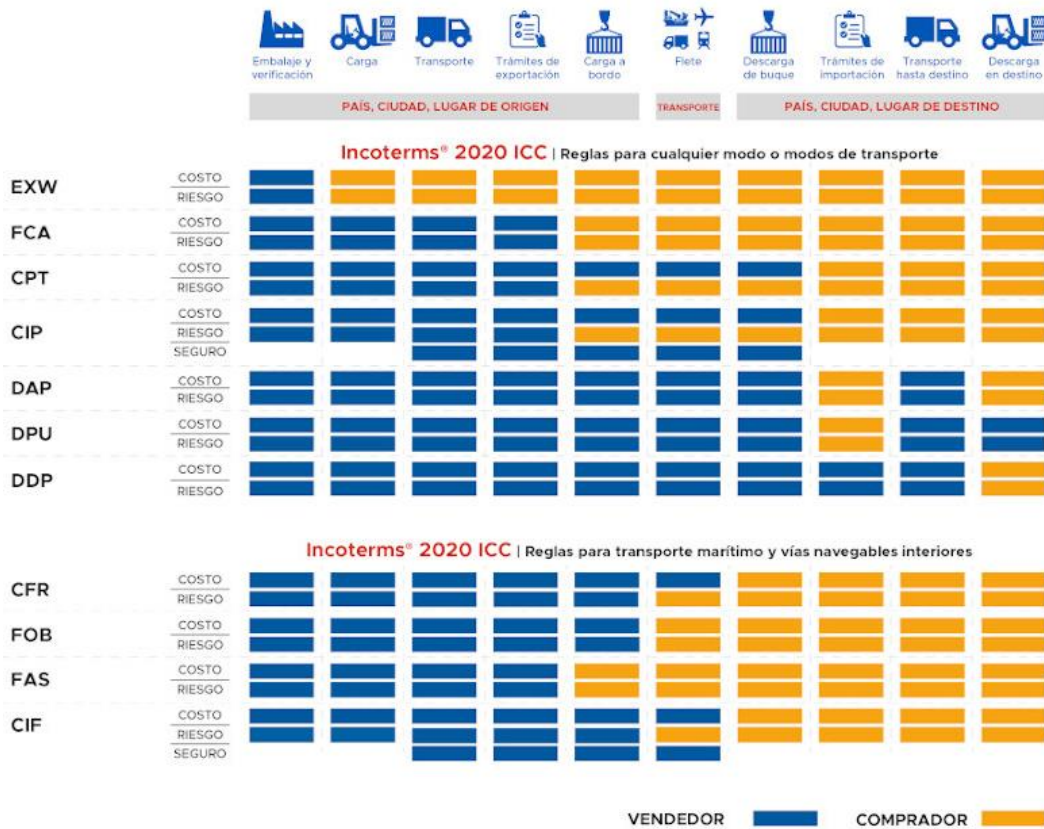 Embalaje y verificación
Carga
Transporte
Trámites de exportación
Carga a bordo
Flete
Descarga de buque
Trámites de importación
Transporte hasta destino
Descarga en destino
PAÍS, CIUDAD, LUGAR DE ORIGEN
TRANSPORTE
PAÍS, CIUDAD, LUGAR DE DESTINO
Incoterms® 2020 ICC | Reglas para cualquier modo o modos de transporte
EXW
COSTO
RIESGO
FCA
COSTO
RIESGO
CPT
COSTO
RIESGO
CIP
COSTO
RIESGO
SEGURO
DAP
COSTO
RIESGO
DPU
COSTO
RIESGO
DDP
COSTO
RIESGO
Incoterms® 2020 ICC | Reglas para transporte marítimo y vías navegables interiores
CFR
COSTO
RIESGO
FOB
COSTO
RIESGO
FAS
COSTO
RIESGO
CIF
COSTO
RIESGO
SEGURO
VENDEDOR
COMPRADOR